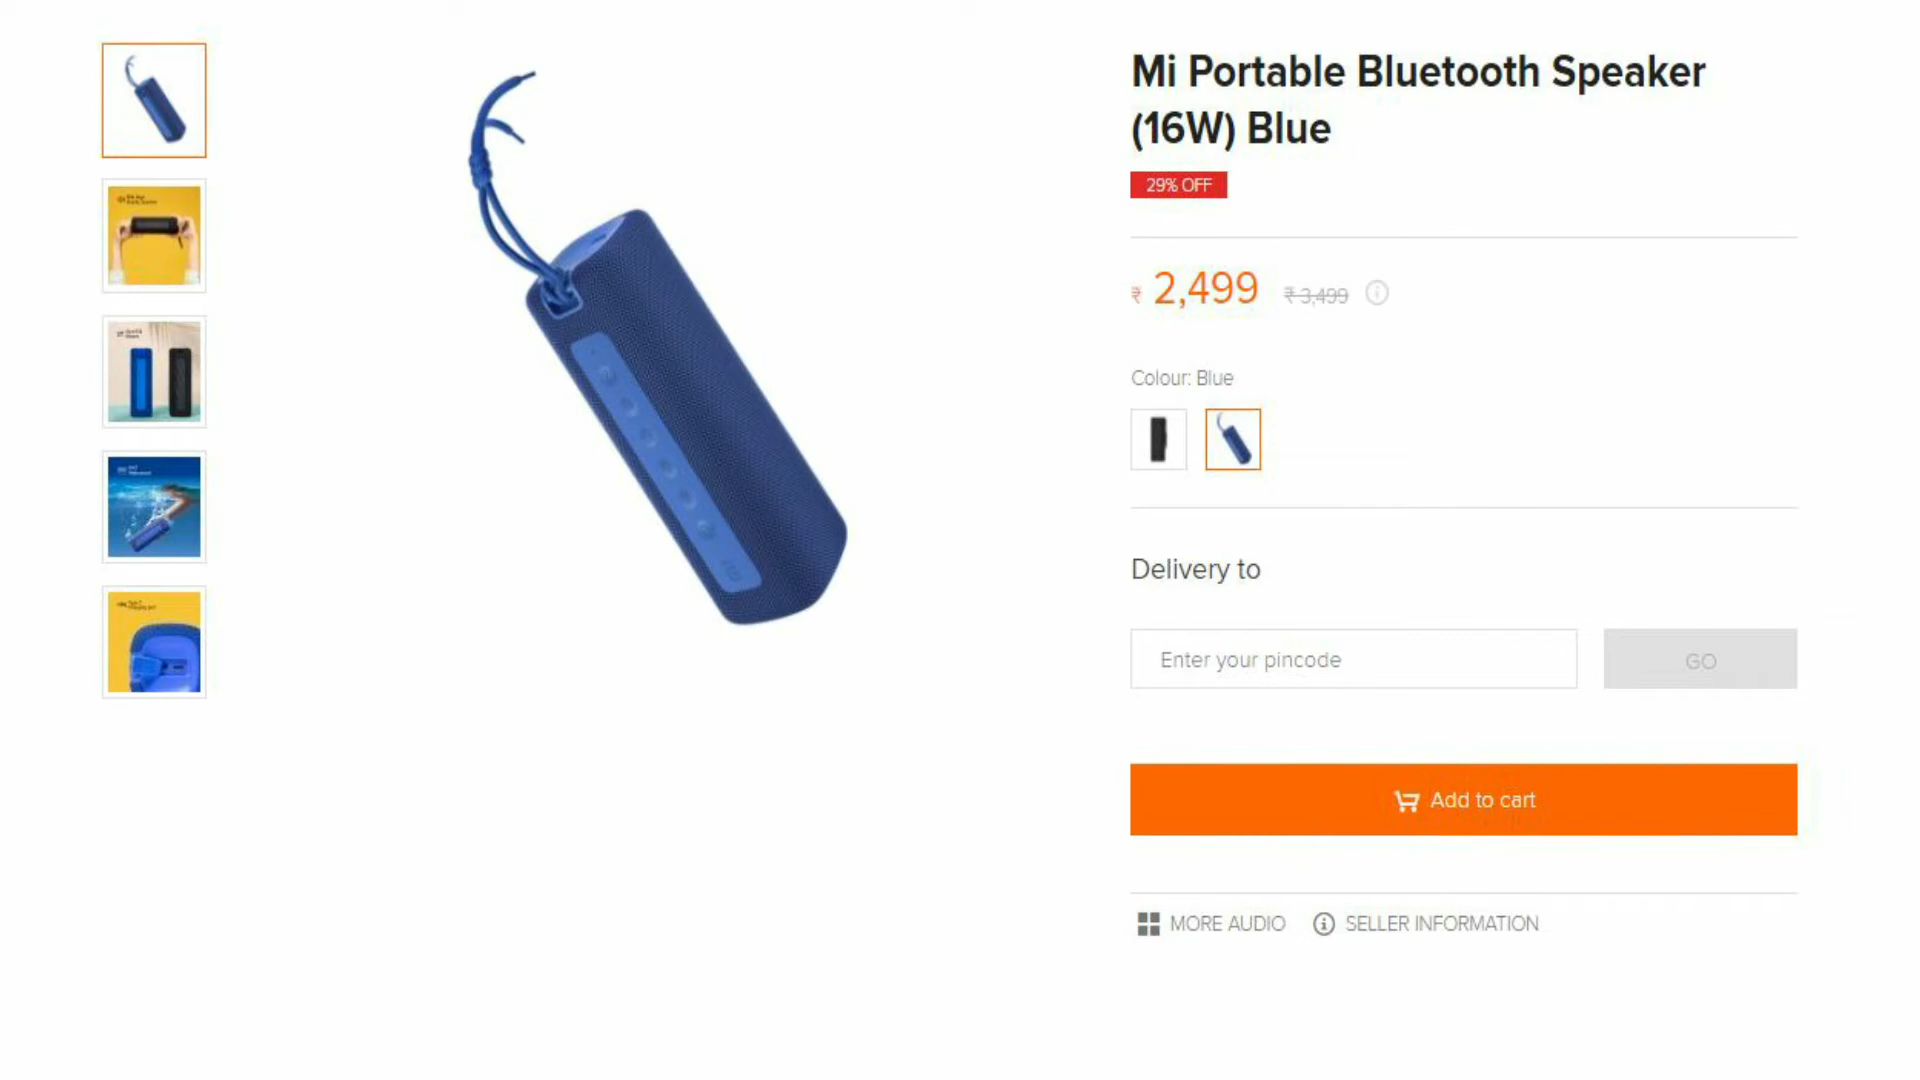 Mi Portable Bluetooth Speaker
(16W) Blue
29% OFF
₹ 2,499 ₹ 3,499
Colour: Blue
Delivery to
Enter your pincode
GO
Add to cart
MORE AUDIO
SELLER INFORMATION